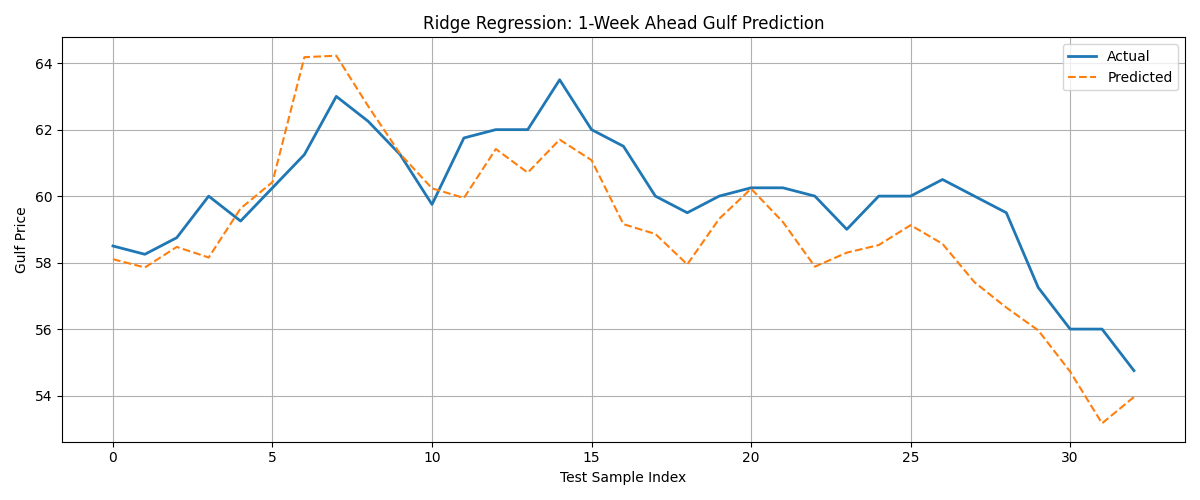 Ridge Regression: 1-Week Ahead Gulf Prediction
Actual
Predicted
Gulf Price
64
62
60
58
56
54
0 5 10 15 20 25 30
Test Sample Index